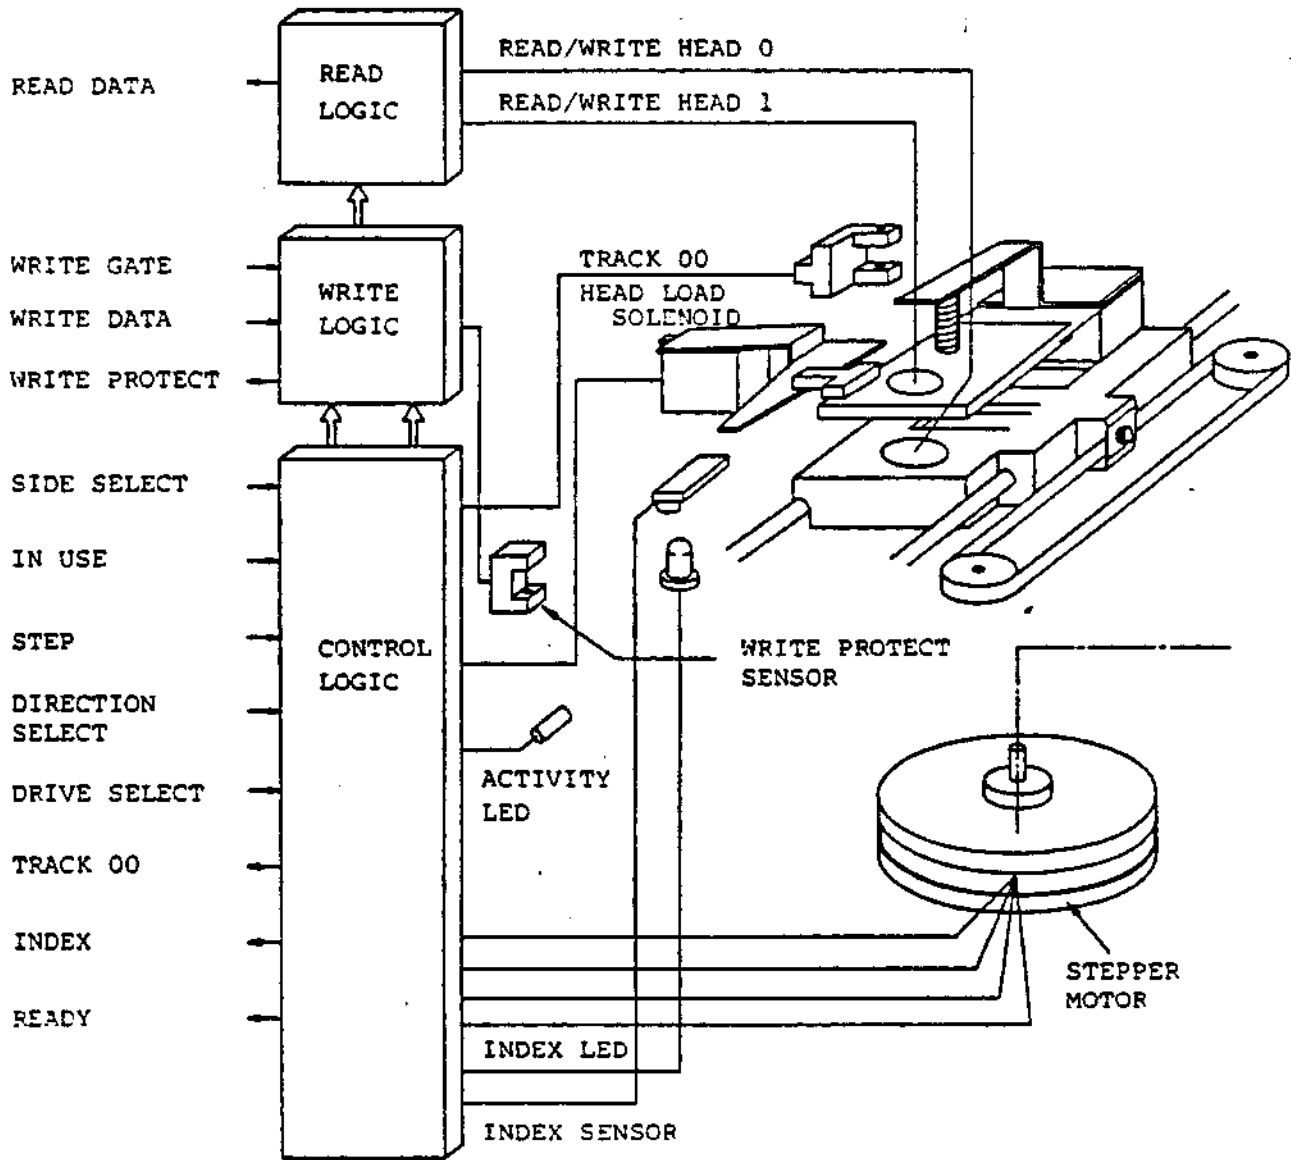 READ/WRITE HEAD 0
READ DATA
READ
LOGIC
READ/WRITE HEAD 1
WRITE GATE
WRITE DATA
WRITE PROTECT
WRITE
LOGIC
TRACK 00
HEAD LOAD
SOLENOID
SIDE SELECT
IN USE
STEP
DIRECTION
SELECT
DRIVE SELECT
TRACK 00
INDEX
READY
CONTROL
LOGIC
WRITE PROTECT
SENSOR
ACTIVITY
LED
STEPPER
MOTOR
INDEX LED
INDEX SENSOR